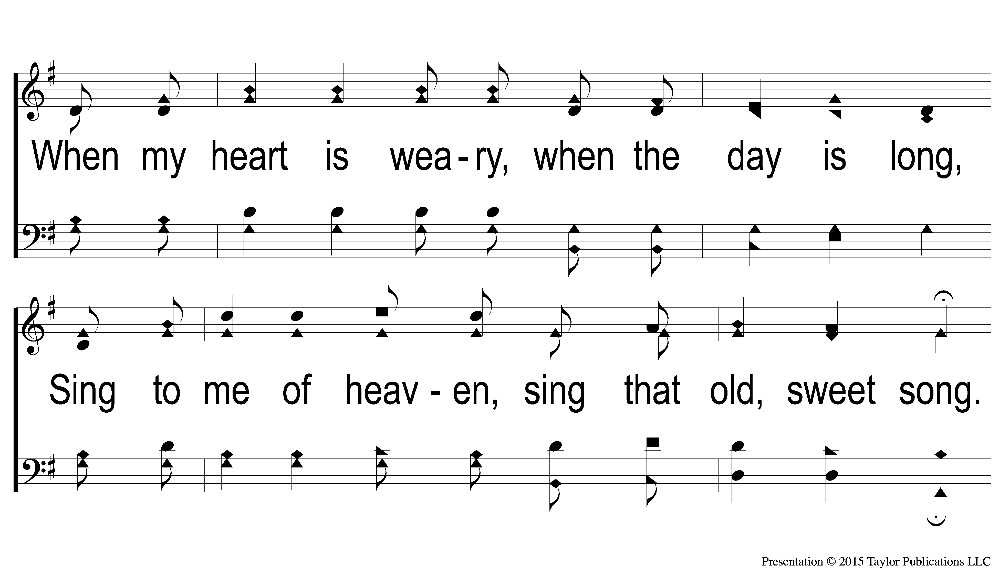 When my heart is wea - ry, when the day is long,
Sing to me of heav - en, sing that old, sweet song.
Presentation © 2015 Taylor Publications LLC